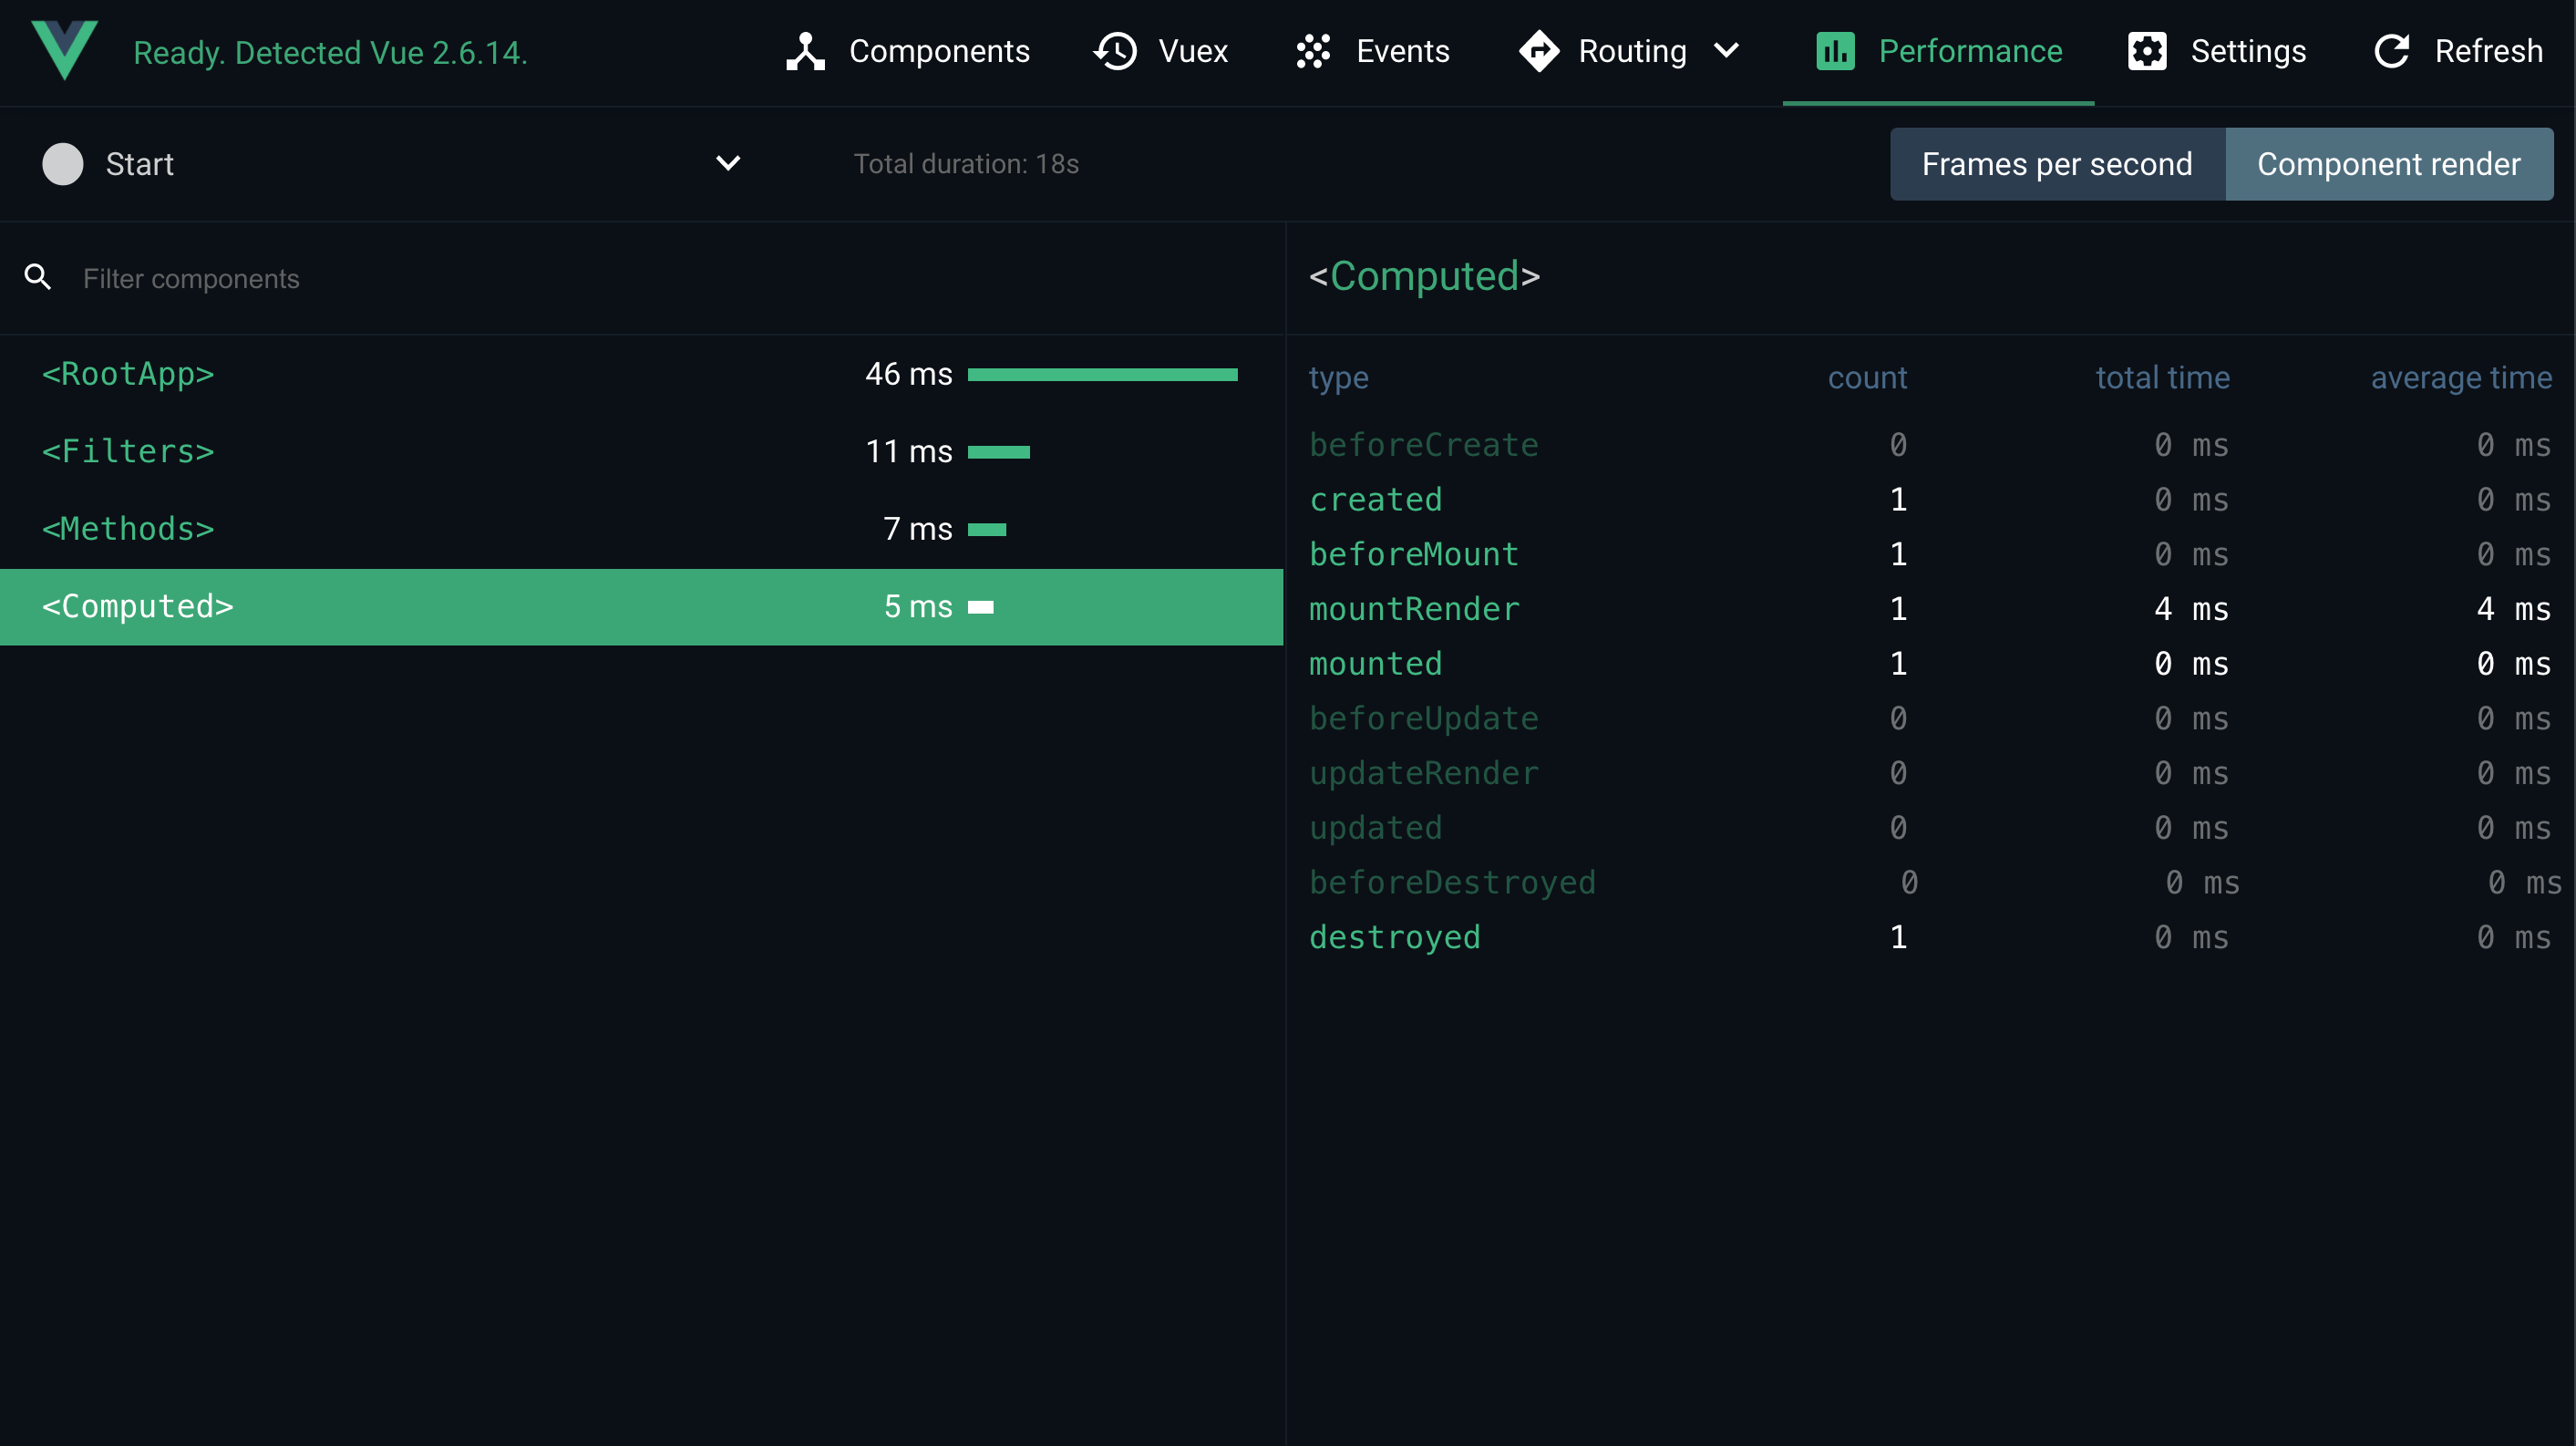 Ready. Detected Vue 2.6.14.
Components Vuex Events Routing Performance Settings Refresh
Start Total duration: 18s Frames per second Component render
Filter components
<RootApp> 46 ms
<Filters> 11 ms
<Methods> 7 ms
<Computed> 5 ms
<Computed>
type count total time average time
beforeCreate 0 0 ms 0 ms
created 1 0 ms 0 ms
beforeMount 1 0 ms 0 ms
mountRender 1 4 ms 4 ms
mounted 1 0 ms 0 ms
beforeUpdate 0 0 ms 0 ms
updateRender 0 0 ms 0 ms
updated 0 0 ms 0 ms
beforeDestroyed 0 0 ms 0 ms
destroyed 1 0 ms 0 ms